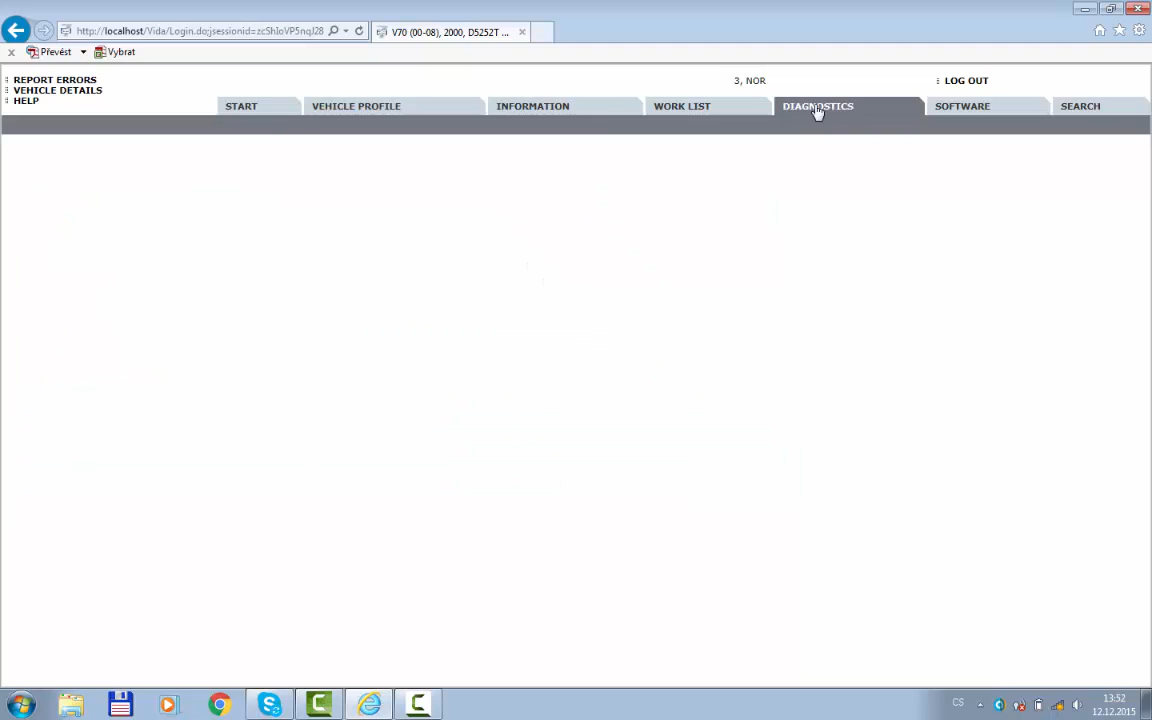 http://localhost/Vida/Login.do;jsessionid=zcShIoVP5nqJ28
V70 (00-08), 2000, D5252T ...
Převést
Vybrat
REPORT ERRORS
VEHICLE DETAILS
HELP
3, NOR
LOG OUT
START
VEHICLE PROFILE
INFORMATION
WORK LIST
DIAGNOSTICS
SOFTWARE
SEARCH
CS
13:52
12.12.2015